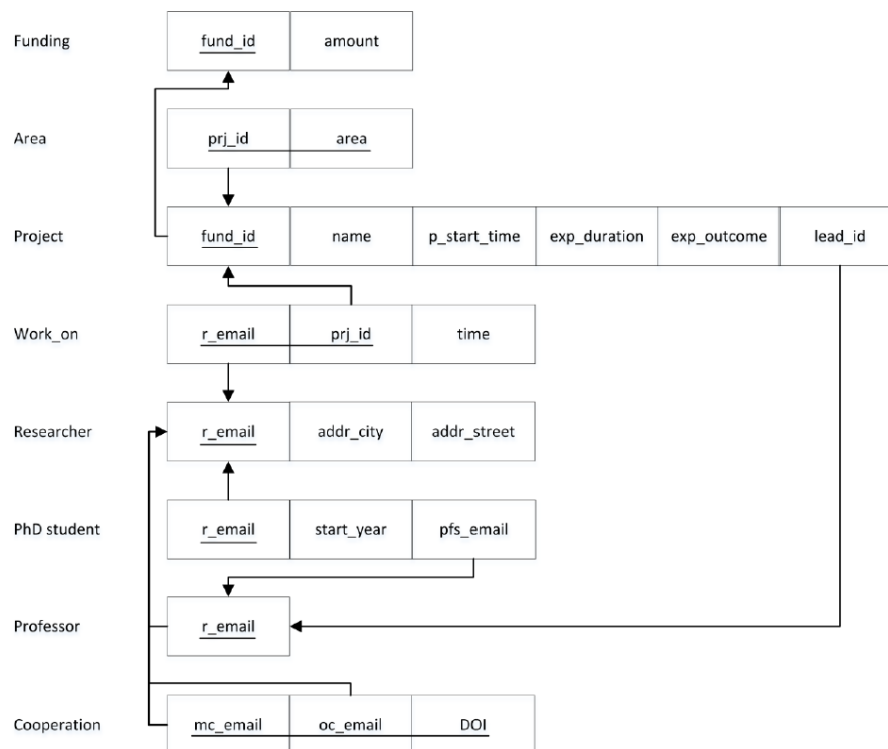 Funding fund_id amount
Area prj_id area
Project fund_id name p_start_time exp_duration exp_outcome lead_id
Work_on r_email prj_id time
Researcher r_email addr_city addr_street
PhD student r_email start_year pfs_email
Professor r_email
Cooperation mc_email oc_email DOI